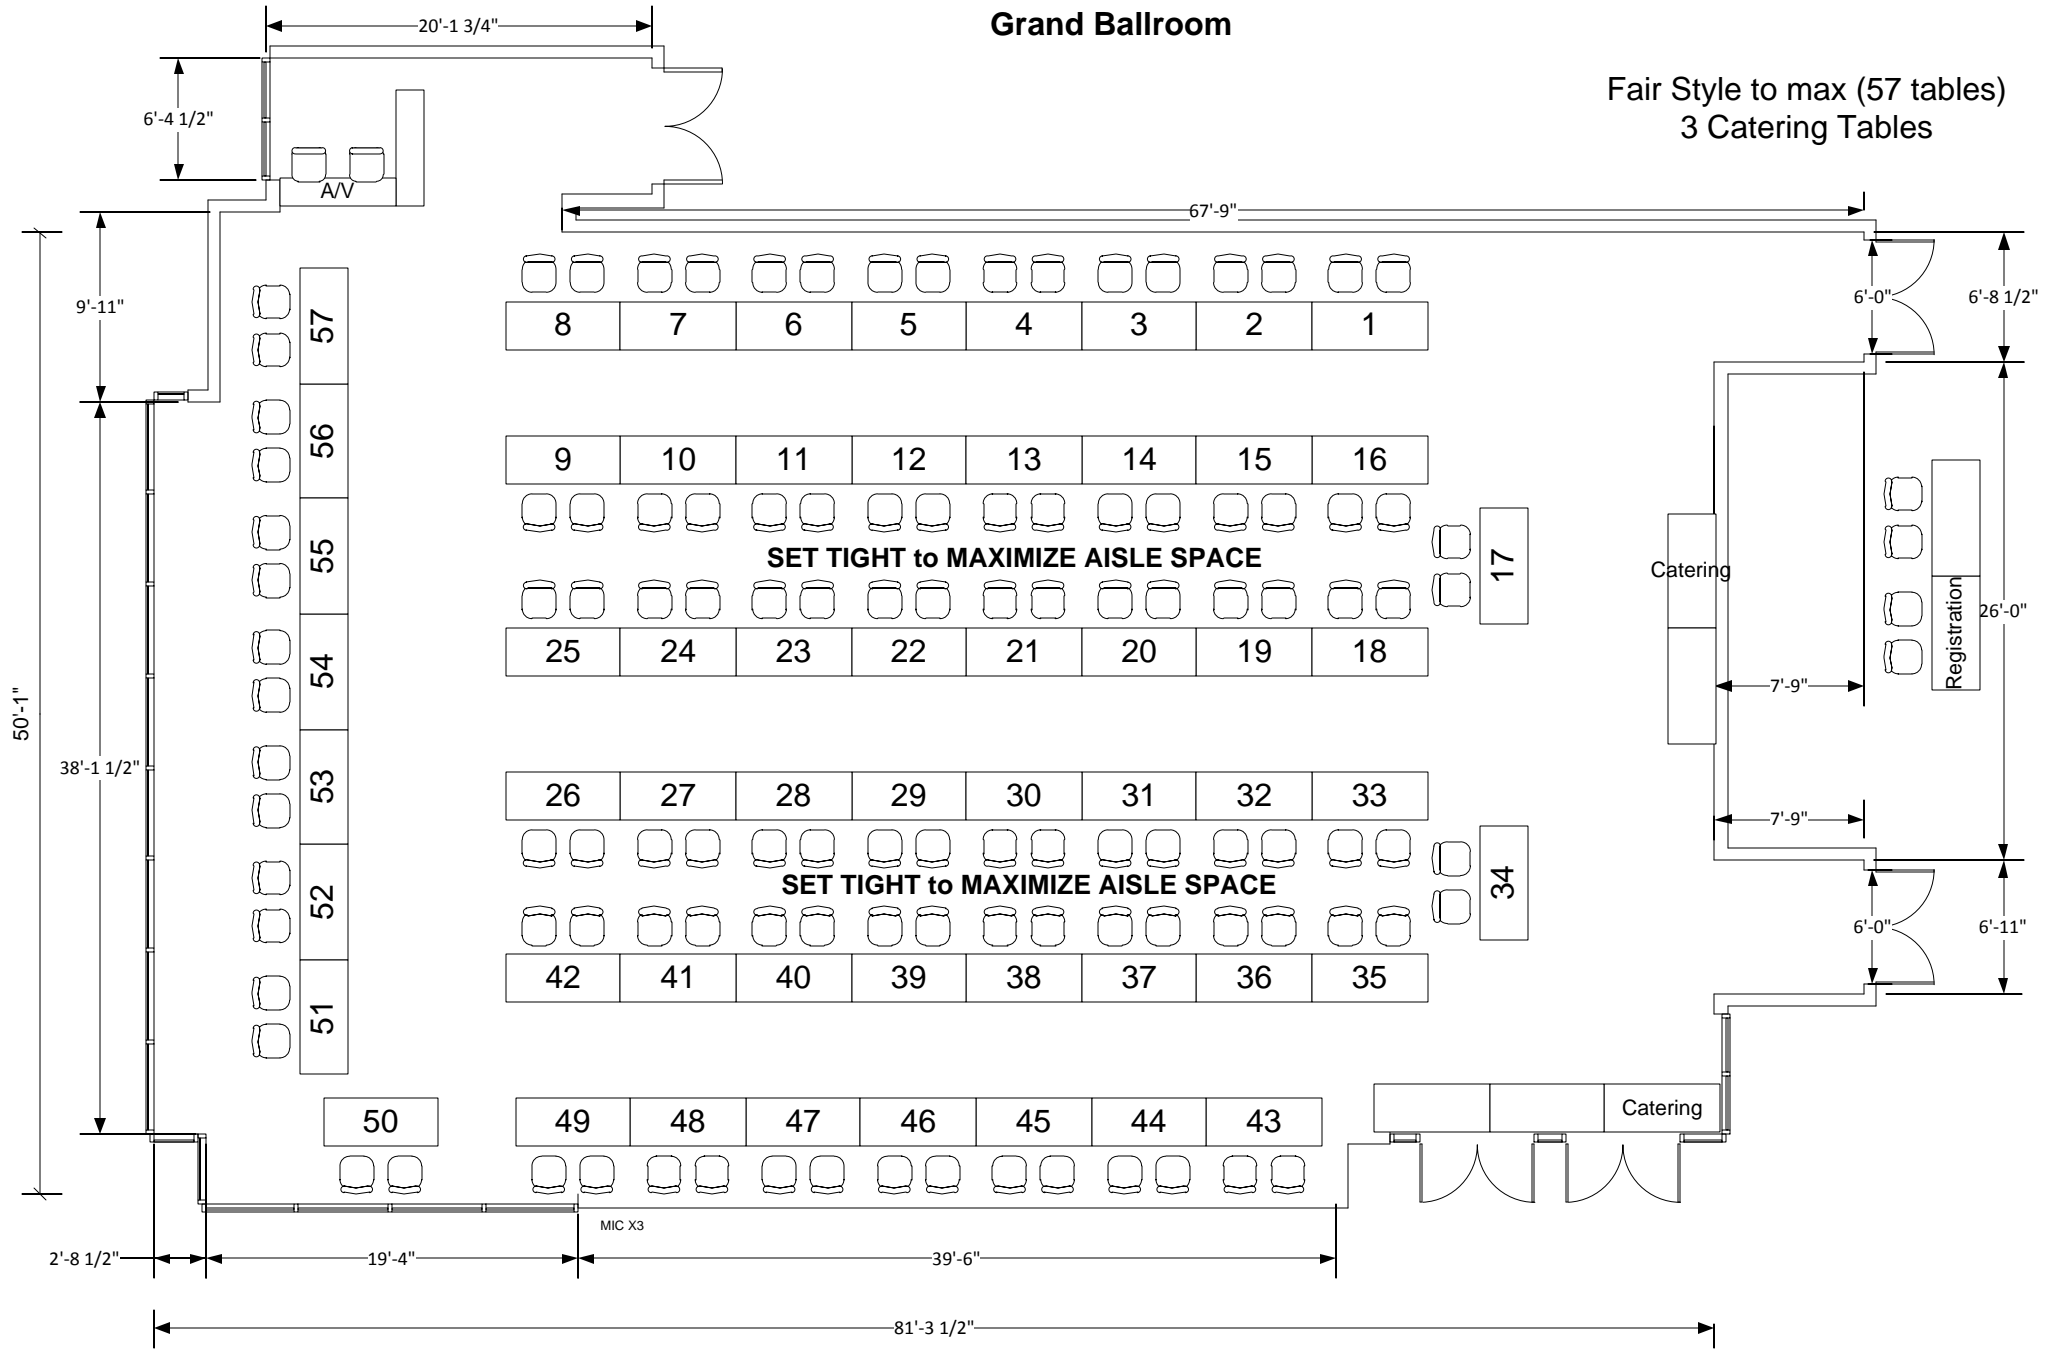 Grand Ballroom
20'-1 3/4"
Fair Style to max (57 tables)
3 Catering Tables
6'-4 1/2"
A/V
67'-9"
9'-11"
6'-0"
6'-8 1/2"
8 7 6 5 4 3 2 1
57
56
55
54
53
52
51
9 10 11 12 13 14 15 16
SET TIGHT to MAXIMIZE AISLE SPACE
17
Catering
Registration
26'-0"
25 24 23 22 21 20 19 18
7'-9"
50'-1"
38'-1 1/2"
26 27 28 29 30 31 32 33
7'-9"
SET TIGHT to MAXIMIZE AISLE SPACE
34
6'-0"
6'-11"
42 41 40 39 38 37 36 35
Catering
50 49 48 47 46 45 44 43
MIC X3
2'-8 1/2"
19'-4"
39'-6"
81'-3 1/2"